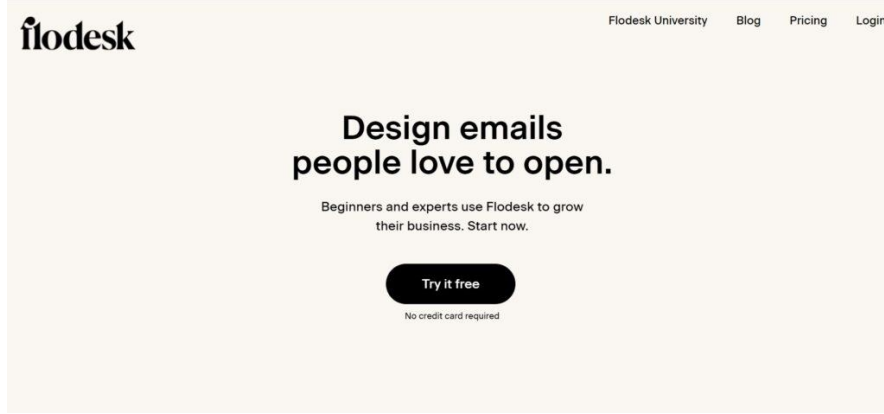 flodesk
Flodesk University Blog Pricing Login
Design emails
people love to open.
Beginners and experts use Flodesk to grow
their business. Start now.
Try it free
No credit card required